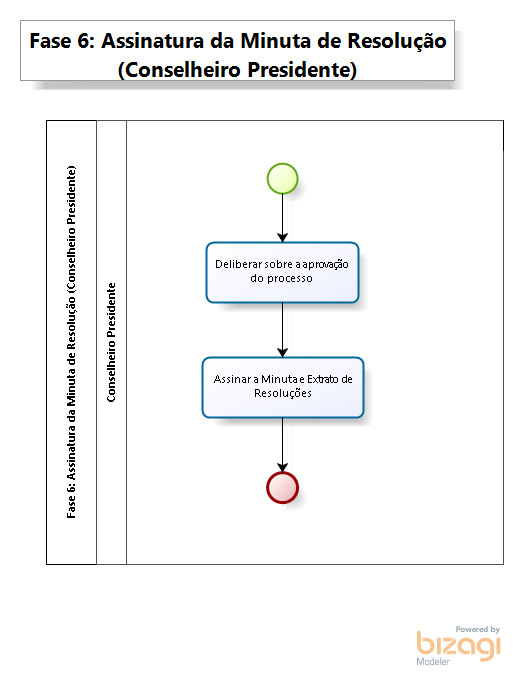 Fase 6: Assinatura da Minuta de Resolução
(Conselheiro Presidente)
Fase 6: Assinatura da Minuta de Resolução (Conselheiro Presidente)
Conselheiro Presidente
Deliberar sobre a aprovação
do processo
Assinar a Minuta e Extrato de
Resoluções
Powered by
bizagi
Modeler